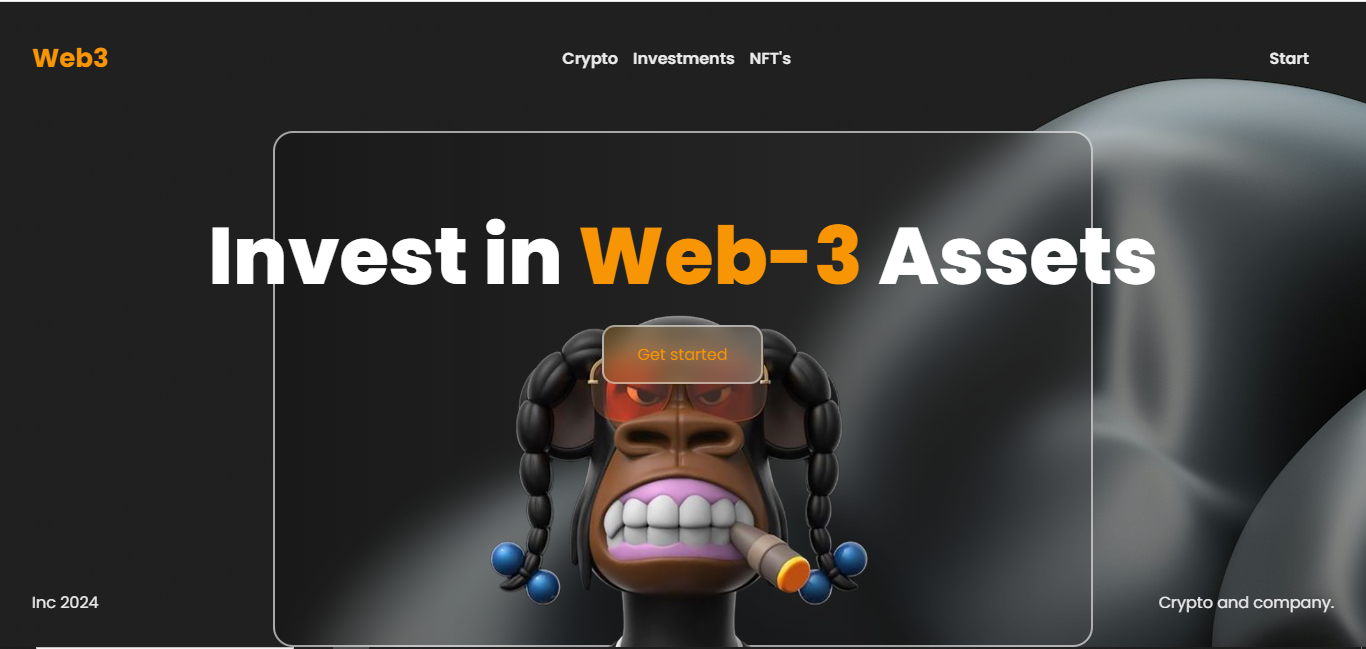 Web3
Crypto Investments NFT's
Start
Invest in Web-3 Assets
Get started
Inc 2024
Crypto and company.